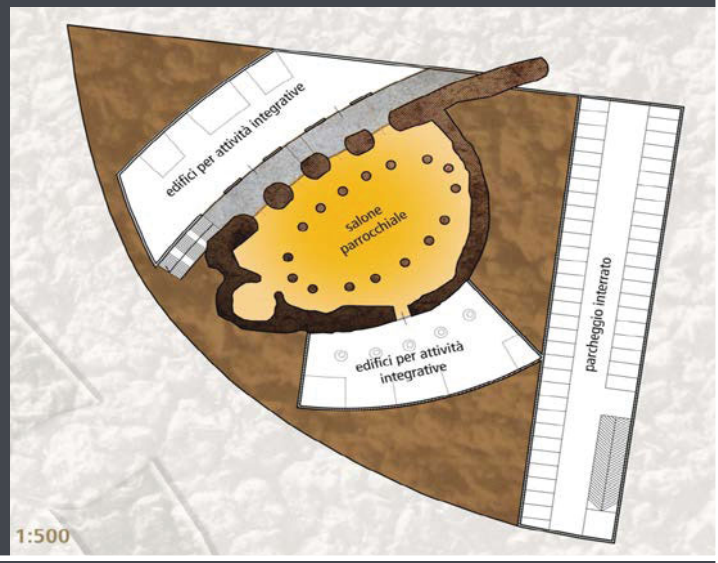 edifici per attività integrative
salone
parrocchiale
parcheggio interrato
edifici per attività
integrative
1:500